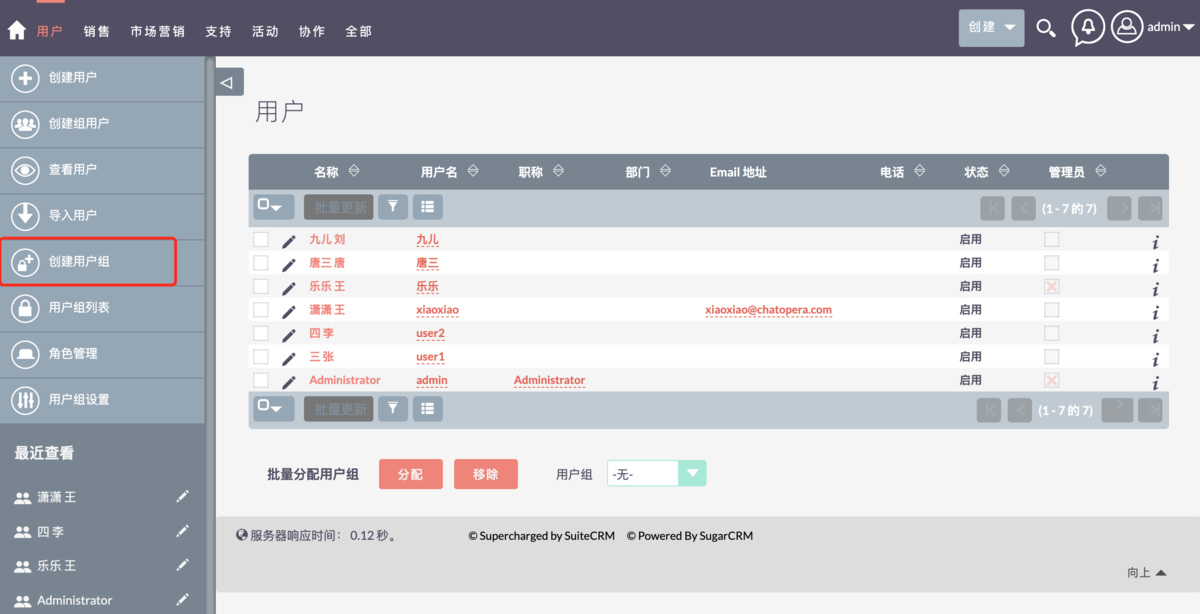 用户 销售 市场营销 支持 活动 协作 全部 创建 admin
创建用户
创建组用户
查看用户
导入用户
创建用户组
用户组列表
角色管理
用户组设置
最近查看
潇潇 王
四 李
乐乐 王
Administrator
用户
名称 用户名 职称 部门 Email 地址 电话 状态 管理员
批量更新 (1 - 7 的 7)
九儿 刘 九儿 启用
唐三 唐 唐三 启用
乐乐 王 乐乐 启用
潇潇 王 xiaoxiao xiaoxiao@chatopera.com 启用
四 李 user2 启用
三 张 user1 启用
Administrator admin Administrator 启用
批量更新 (1 - 7 的 7)
批量分配用户组 分配 移除 用户组 -无-
服务器响应时间： 0.12 秒。 © Supercharged by SuiteCRM © Powered By SugarCRM
向上